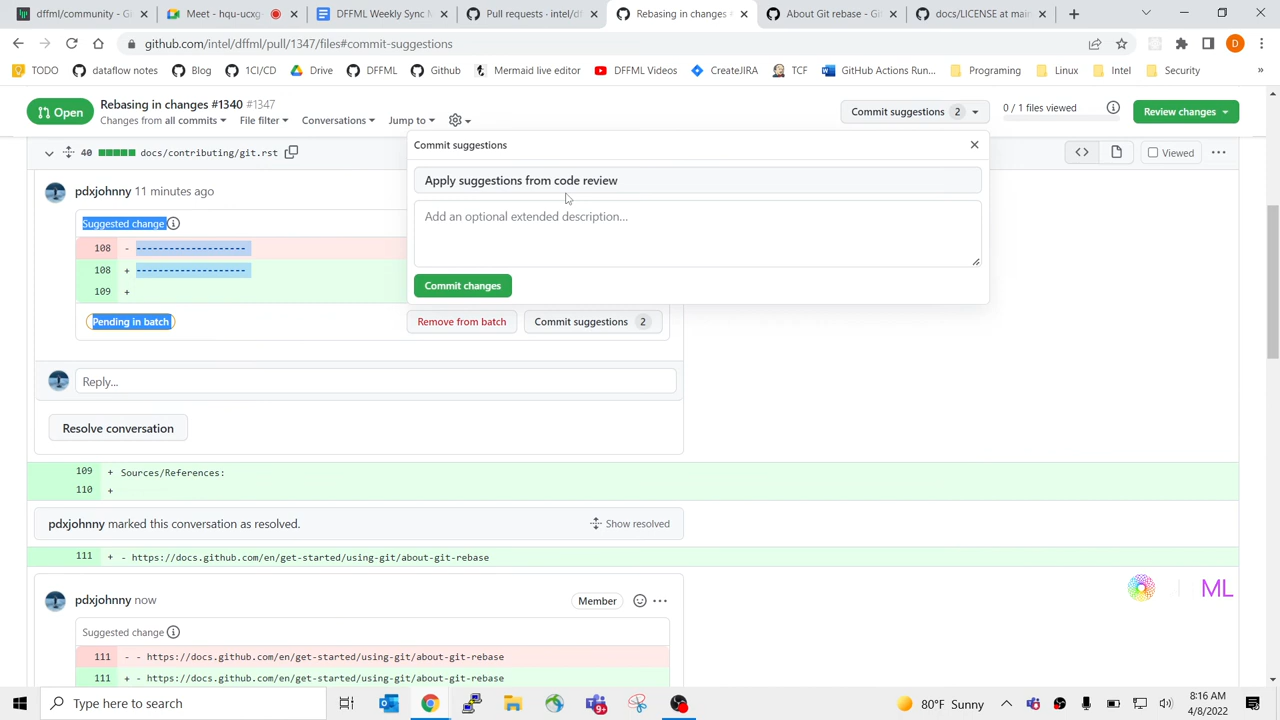 dffml/community: / G
Meet - hqu-ucxg
DFFML Weekly Sync M
Pull requests · intel/df
Rebasing in changes #
About Git rebase - Git
docs/LICENSE at main
github.com/intel/dffml/pull/1347/files#commit-suggestions
D
TODO
dataflow notes
Blog
1CI/CD
Drive
DFFML
Github
Mermaid live editor
DFFML Videos
CreateJIRA
TCF
GitHub Actions Run...
Programing
Linux
Intel
Security
»
Open
Rebasing in changes #1340 #1347
Changes from all commits
File filter
Conversations
Jump to
Commit suggestions 2
0 / 1 files viewed
Review changes
Commit suggestions
Apply suggestions from code review
Add an optional extended description...
Commit changes
40
docs/contributing/git.rst
Viewed
pdxjohnny 11 minutes ago
Suggested change
108 - --------------------
108 + --------------------
109 +
Pending in batch
Remove from batch
Commit suggestions 2
Reply...
Resolve conversation
109 + Sources/References:
110 +
pdxjohnny marked this conversation as resolved.
Show resolved
111 + - https://docs.github.com/en/get-started/using-git/about-git-rebase
pdxjohnny now
Member
Suggested change
111 - - https://docs.github.com/en/get-started/using-git/about-git-rebase
111 + - https://docs.github.com/en/get-started/using-git/about-git-rebase
ML
Type here to search
9+
80°F Sunny
8:16 AM
4/8/2022